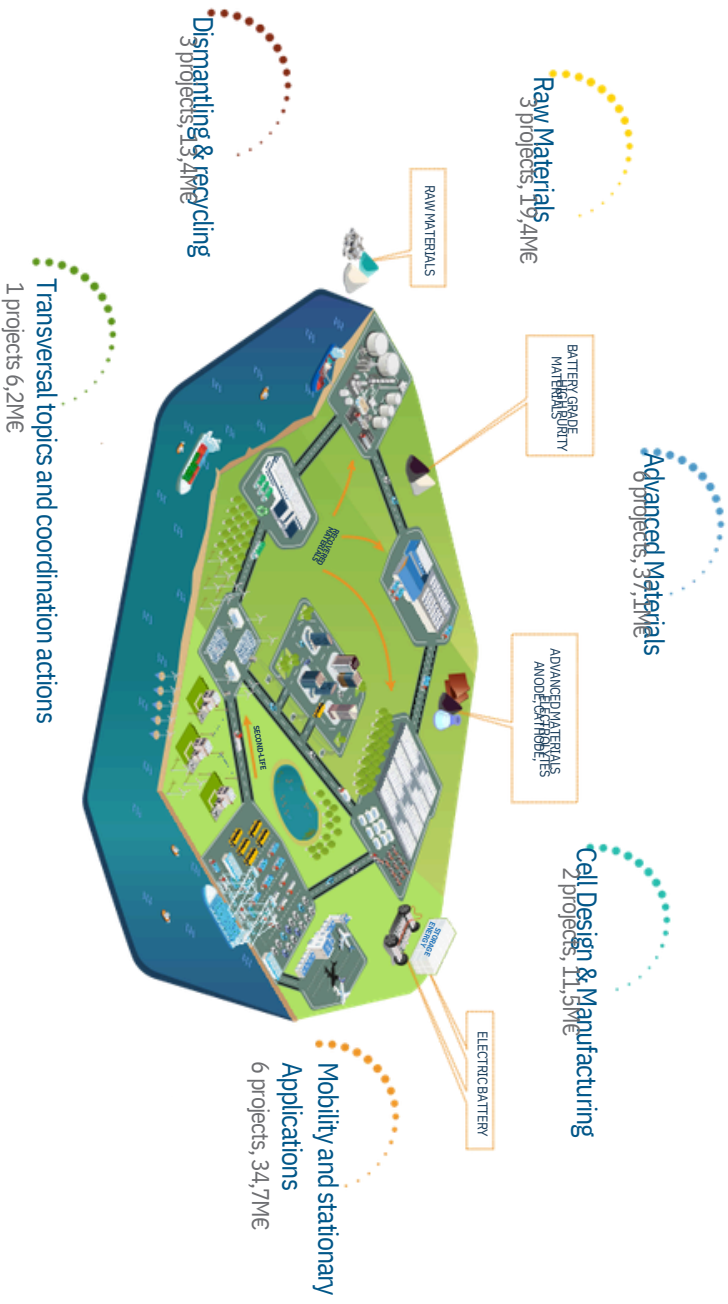 Raw Materials
3 projects, 19,4M€
Advanced Materials
6 projects, 37,1M€
Cell Design & Manufacturing
2 projects, 11,5M€
BATTERY-GRADE
HIGH PURITY
MATERIALS
ADVANCED MATERIALS
ANODE, CATHODE,
ELECTROLYTES
RAW MATERIALS
ELECTRIC BATTERY
STORAGE
ENERGY
RECOVERED
MATERIALS
SECOND-LIFE
Dismantling & recycling
3 projects, 13,4M€
Mobility and stationary
Applications
6 projects, 34,7M€
Transversal topics and coordination actions
1 projects 6,2M€